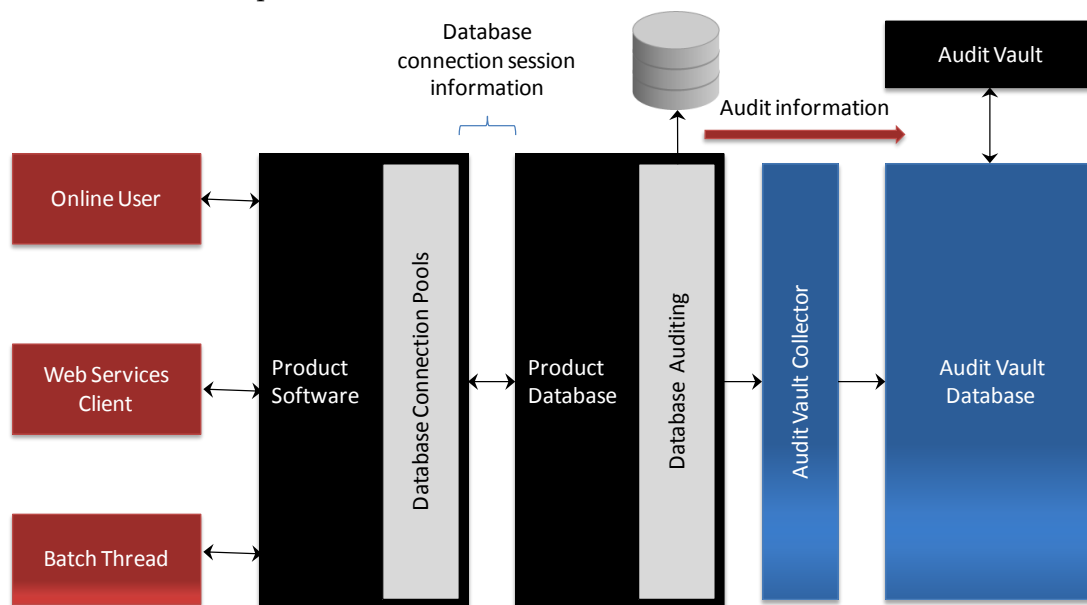 Database
connection session
information
Audit Vault
Audit information
Online User
Web Services
Client
Batch Thread
Product
Software
Database Connection Pools
Product
Database
Database Auditing
Audit Vault Collector
Audit Vault
Database